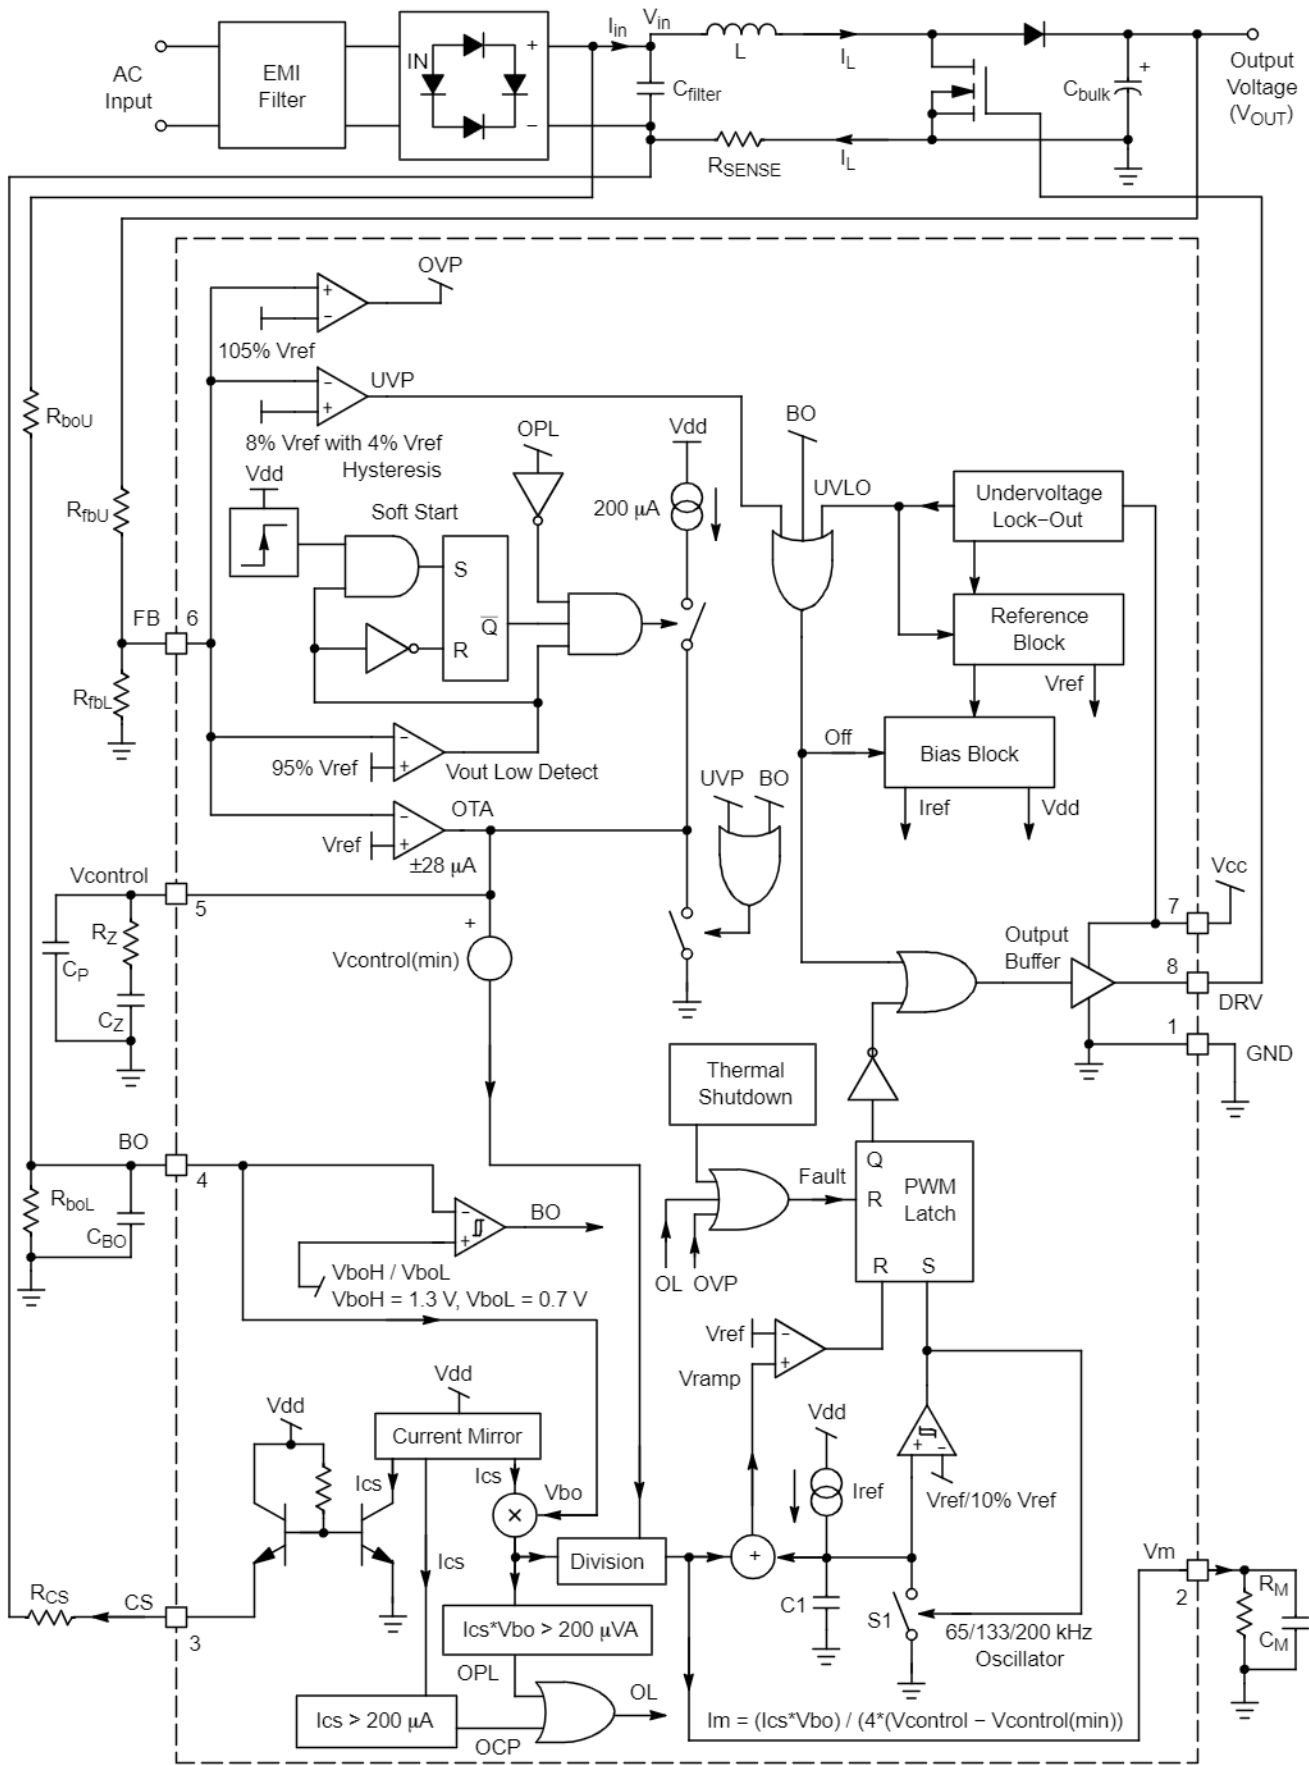 AC
Input
EMI
Filter
IN
+
−
Iin
Vin
Cfilter
L
IL
RSENSE
IL
Cbulk
+
Output
Voltage
(VOUT)
OVP
+
−
105% Vref
UVP
−
+
8% Vref with 4% Vref
Hysteresis
RboU
RfbU
Vdd
Soft Start
OPL
Vdd
200 μA
BO
UVLO
Undervoltage
Lock−Out
S
Q
R
Reference
Block
Vref
FB
6
RfbL
−
+
95% Vref
Vout Low Detect
Off
Bias Block
Iref
Vdd
UVP
BO
OTA
−
+
Vref
±28 μA
Vcontrol
5
RZ
CP
CZ
+
Vcontrol(min)
Vcc
7
Output
Buffer
8
DRV
1
GND
Thermal
Shutdown
Fault
Q
R
PWM
Latch
R
S
OL
OVP
BO
4
RboL
CBO
−
+
BO
VboH / VboL
VboH = 1.3 V, VboL = 0.7 V
Vref
−
+
Vramp
Vdd
Vdd
Current Mirror
Ics
Ics
Vbo
×
Ics
Division
+
Vdd
Iref
+
−
Vref/10% Vref
C1
S1
65/133/200 kHz
Oscillator
Vm
2
RM
CM
RCS
CS
3
Ics*Vbo > 200 μVA
OPL
OL
Ics > 200 μA
OCP
Im = (Ics*Vbo) / (4*(Vcontrol − Vcontrol(min))